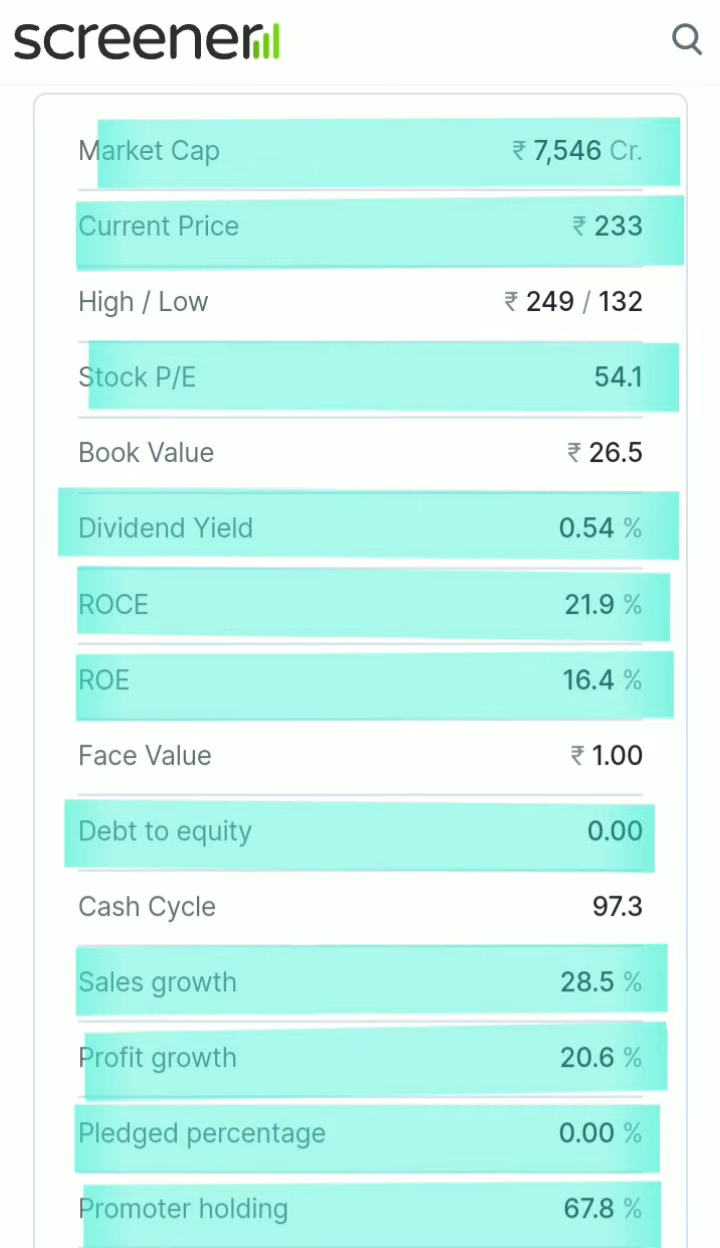 screener
Market Cap ₹ 7,546 Cr.
Current Price ₹ 233
High / Low ₹ 249 / 132
Stock P/E 54.1
Book Value ₹ 26.5
Dividend Yield 0.54 %
ROCE 21.9 %
ROE 16.4 %
Face Value ₹ 1.00
Debt to equity 0.00
Cash Cycle 97.3
Sales growth 28.5 %
Profit growth 20.6 %
Pledged percentage 0.00 %
Promoter holding 67.8 %